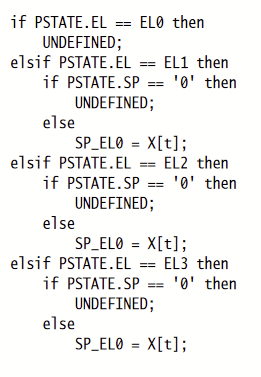 if PSTATE.EL == EL0 then
    UNDEFINED;
elsif PSTATE.EL == EL1 then
    if PSTATE.SP == '0' then
        UNDEFINED;
    else
        SP_EL0 = X[t];
elsif PSTATE.EL == EL2 then
    if PSTATE.SP == '0' then
        UNDEFINED;
    else
        SP_EL0 = X[t];
elsif PSTATE.EL == EL3 then
    if PSTATE.SP == '0' then
        UNDEFINED;
    else
        SP_EL0 = X[t];